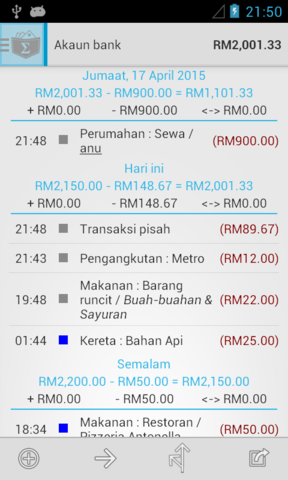 21:50
Akaun bank RM2,001.33
Jumaat, 17 April 2015
RM2,001.33 - RM900.00 = RM1,101.33
+ RM0.00 - RM900.00 <-> RM0.00
21:48 Perumahan : Sewa / (RM900.00)
anu
Hari ini
RM2,150.00 - RM148.67 = RM2,001.33
+ RM0.00 - RM148.67 <-> RM0.00
21:48 Transaksi pisah (RM89.67)
21:43 Pengangkutan : Metro (RM12.00)
Makanan : Barang
19:48 runcit / Buah-buahan & (RM22.00)
Sayuran
01:44 Kereta : Bahan Api (RM25.00)
Semalam
RM2,200.00 - RM50.00 = RM2,150.00
+ RM0.00 - RM50.00 <-> RM0.00
18:34 Makanan : Restoran / (RM50.00)
Pizzeria Antonella